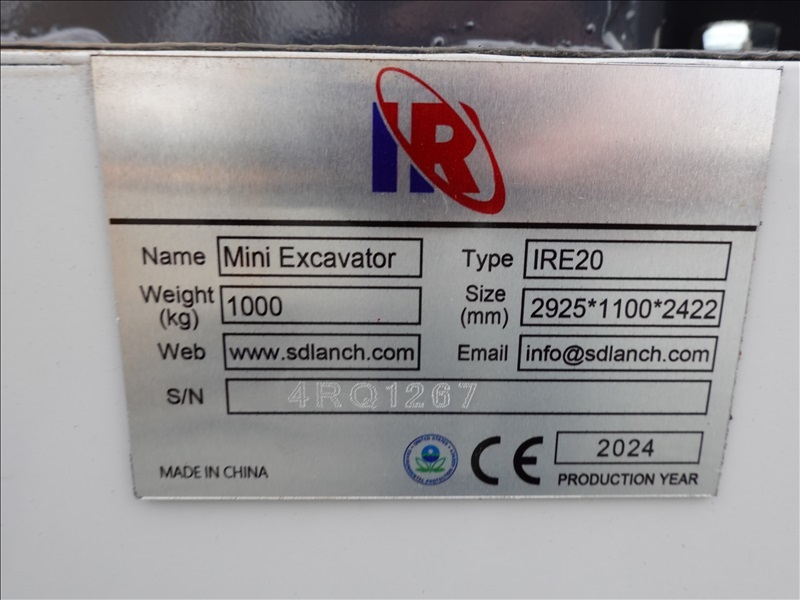 IR
Name Mini Excavator Type IRE20
Weight (kg) 1000 Size (mm) 2925*1100*2422
Web www.sdlanch.com Email info@sdlanch.com
S/N 4RQ1267
MADE IN CHINA CE 2024
PRODUCTION YEAR